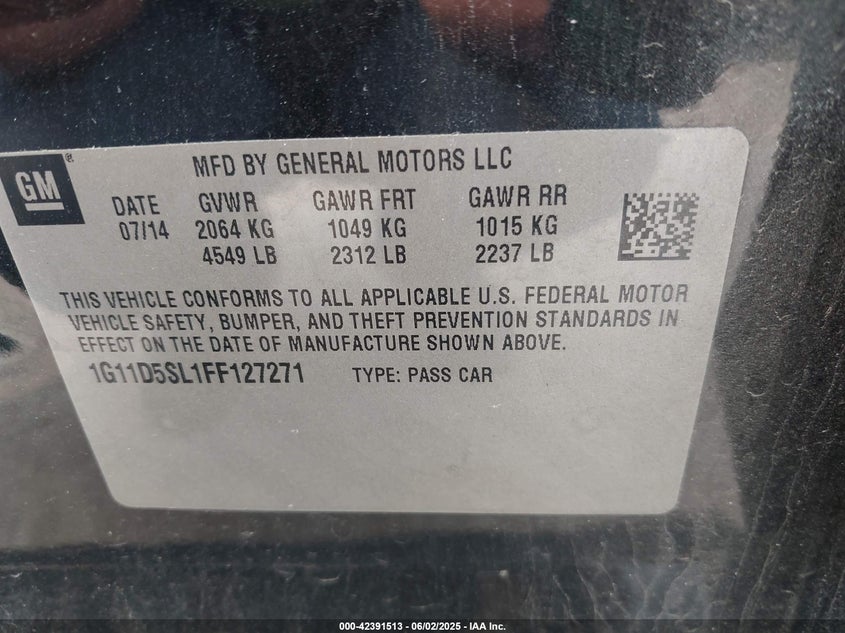 GM ®
MFD BY GENERAL MOTORS LLC
DATE GVWR GAWR FRT GAWR RR
07/14 2064 KG 1049 KG 1015 KG
4549 LB 2312 LB 2237 LB
THIS VEHICLE CONFORMS TO ALL APPLICABLE U.S. FEDERAL MOTOR
VEHICLE SAFETY, BUMPER, AND THEFT PREVENTION STANDARDS IN
EFFECT ON THE DATE OF MANUFACTURE SHOWN ABOVE.
1G11D5SL1FF127271 TYPE: PASS CAR
000-42391513 - 06/02/2025 - IAA Inc.